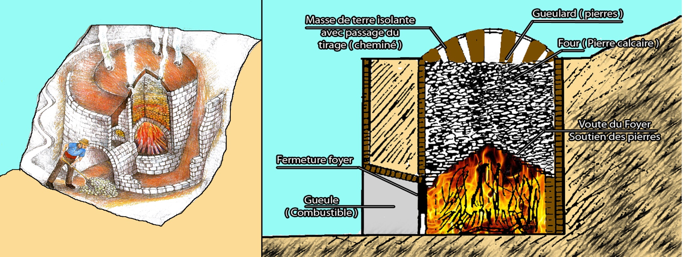 Masse de terre isolante
avec passage du
tirage ( cheminé )
Gueulard ( pierres )
Four ( Pierre calcaire )
Voute du Foyer
Soutien des pierres
Fermeture foyer
Gueule
( Combustible )